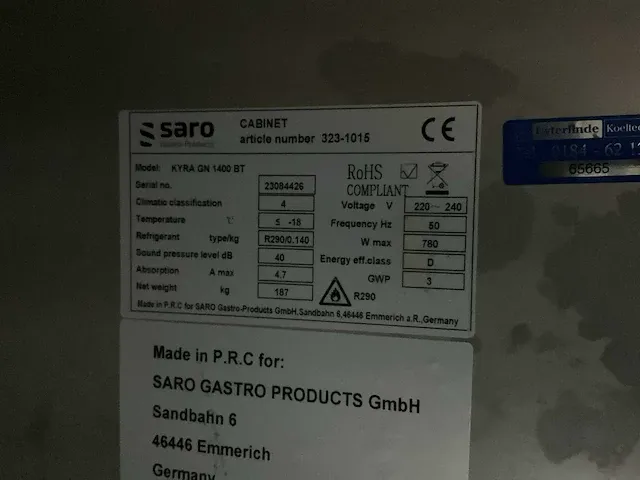 saro
CABINET
article number 323-1015
CE
Model: KYRA GN 1400 BT
Serial no. 23084426
Climatic classification 4
Temperature °C 5 -18
Refrigerant type/kg R290/0,140
Sound pressure level dB 40
Absorption A max 4.7
Net weight kg 187
RoHS
COMPLIANT
Voltage V 220~ 240
Frequency Hz 50
W max 780
Energy eff.class D
GWP 3
R290
Made in P.R.C for SARO Gastro-Products GmbH,Sandbahn 6,46446 Emmerich a.R.,Germany
Made in P.R.C for:
SARO GASTRO PRODUCTS GmbH
Sandbahn 6
46446 Emmerich
Germany
Koeltec
0184 - 62 1
65665